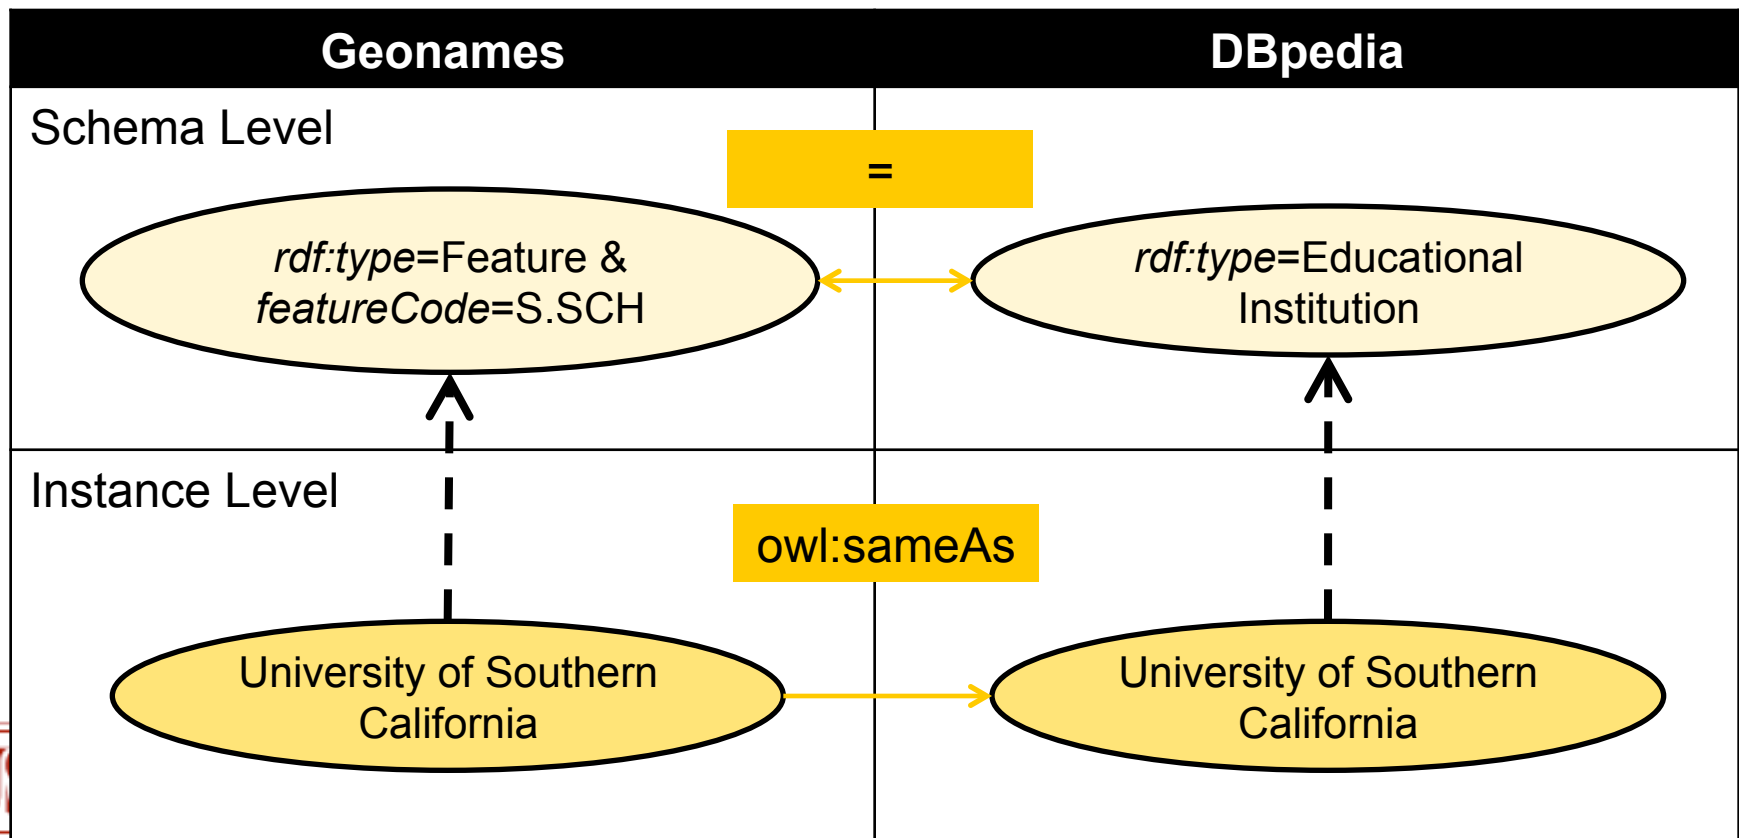 Geonames
DBpedia
Schema Level
=
rdf:type=Feature &
featureCode=S.SCH
rdf:type=Educational
Institution
Instance Level
owl:sameAs
University of Southern
California
University of Southern
California